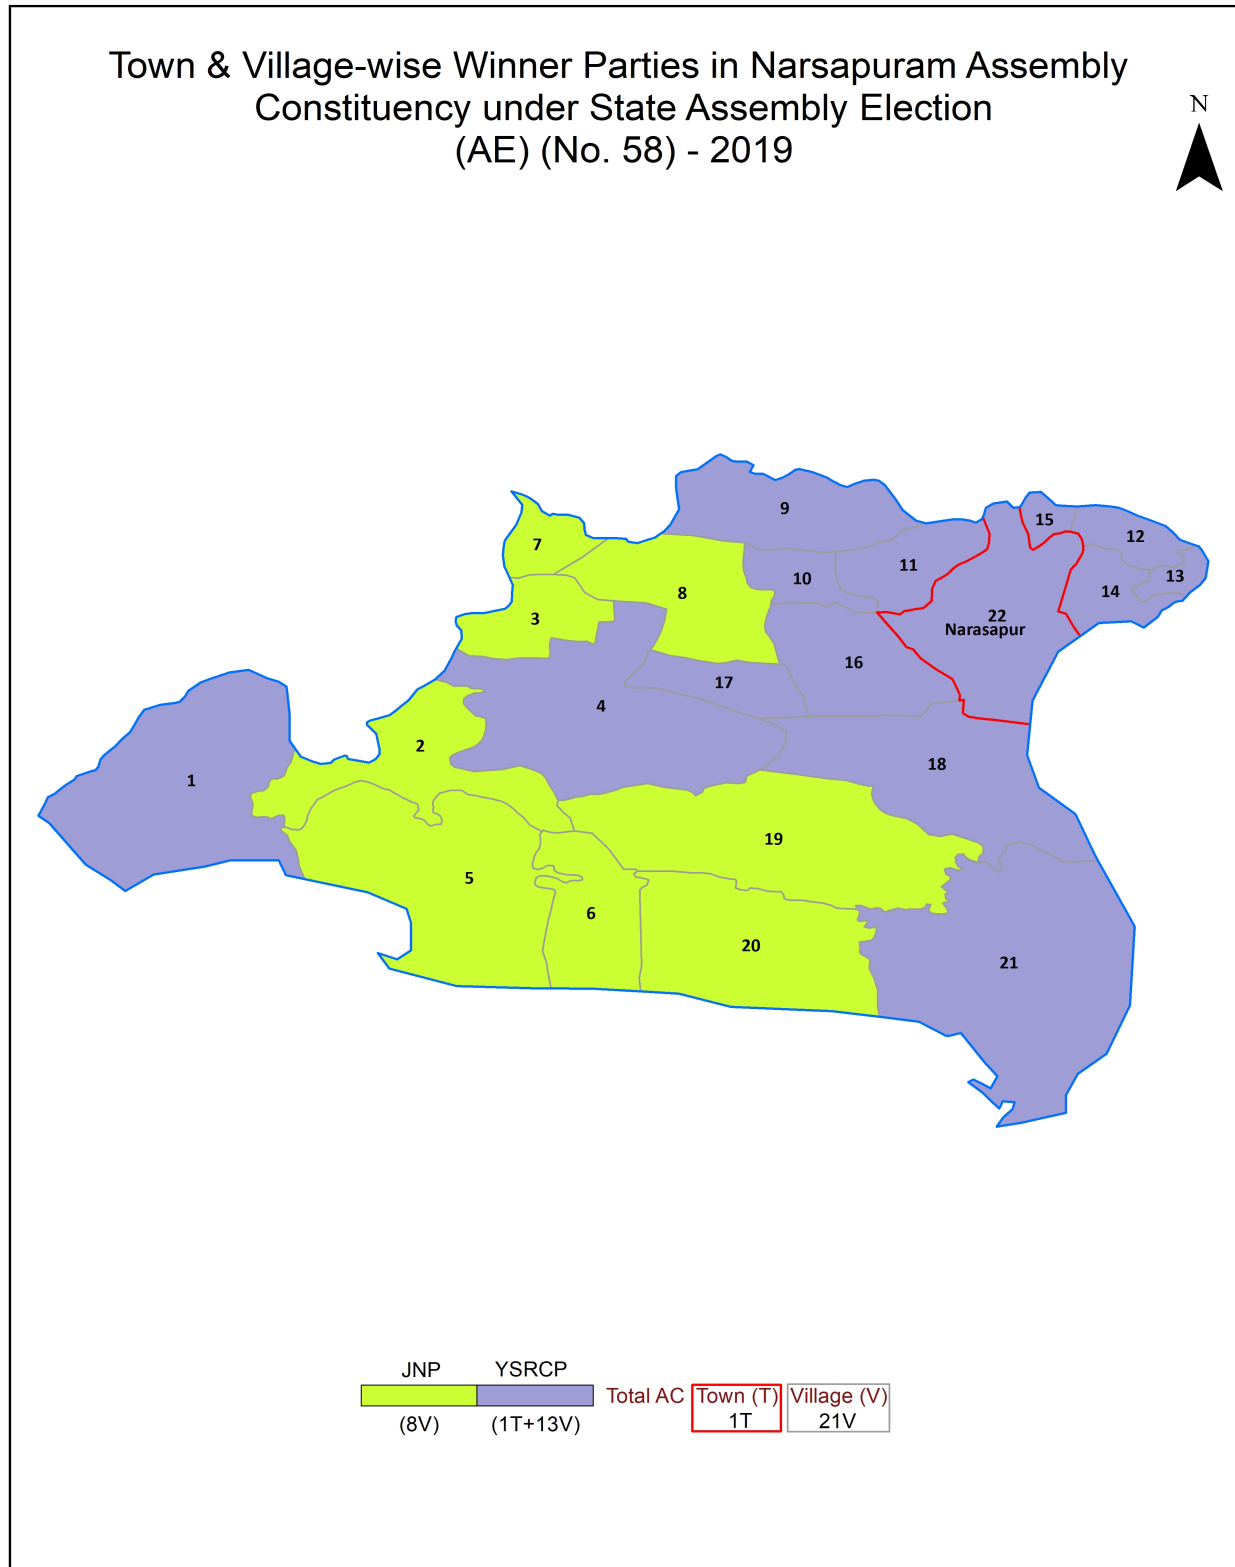 Town & Village-wise Winner Parties in Narsapuram Assembly
Constituency under State Assembly Election
(AE) (No. 58) - 2019
N
9
15
12
7
11
13
10
14
8
3
22
Narasapur
16
17
4
2
18
1
19
5
6
20
21
JNP YSRCP
Total AC Town (T) Village (V)
1T 21V
(8V) (1T+13V)